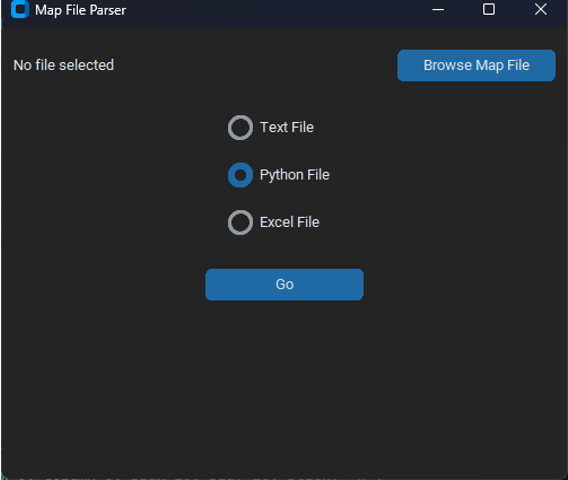 Map File Parser
No file selected
Browse Map File
Text File
Python File
Excel File
Go